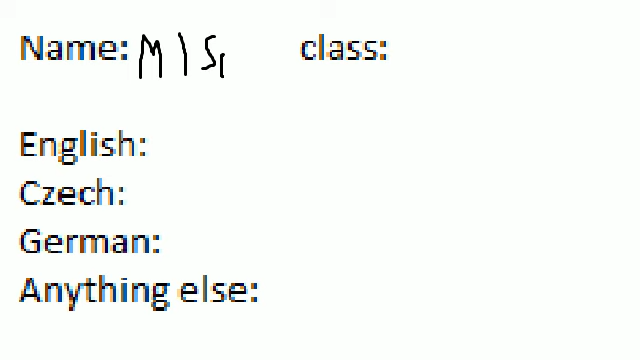 Name: M I S class:
English:
Czech:
German:
Anything else: